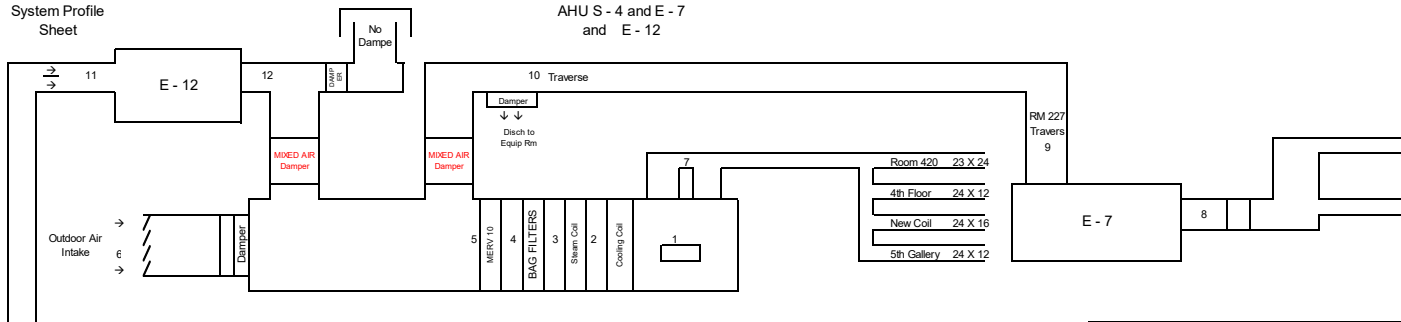 System Profile
Sheet
AHU S - 4 and E - 7
and E - 12
No
Dampe
→
→
11
E - 12
12
DAMP
ER
10 Traverse
Damper
↓ ↓
Disch to
Equip Rm
RM 227
Travers
9
MIXED AIR
Damper
MIXED AIR
Damper
7
Room 420 23 X 24
4th Floor 24 X 12
New Coil 24 X 16
5th Gallery 24 X 12
E - 7
8
→
Outdoor Air
Intake 6
→
Damper
5
MERV 10
4
BAG FILTERS
3
Steam Coil
2
Cooling Coil
1